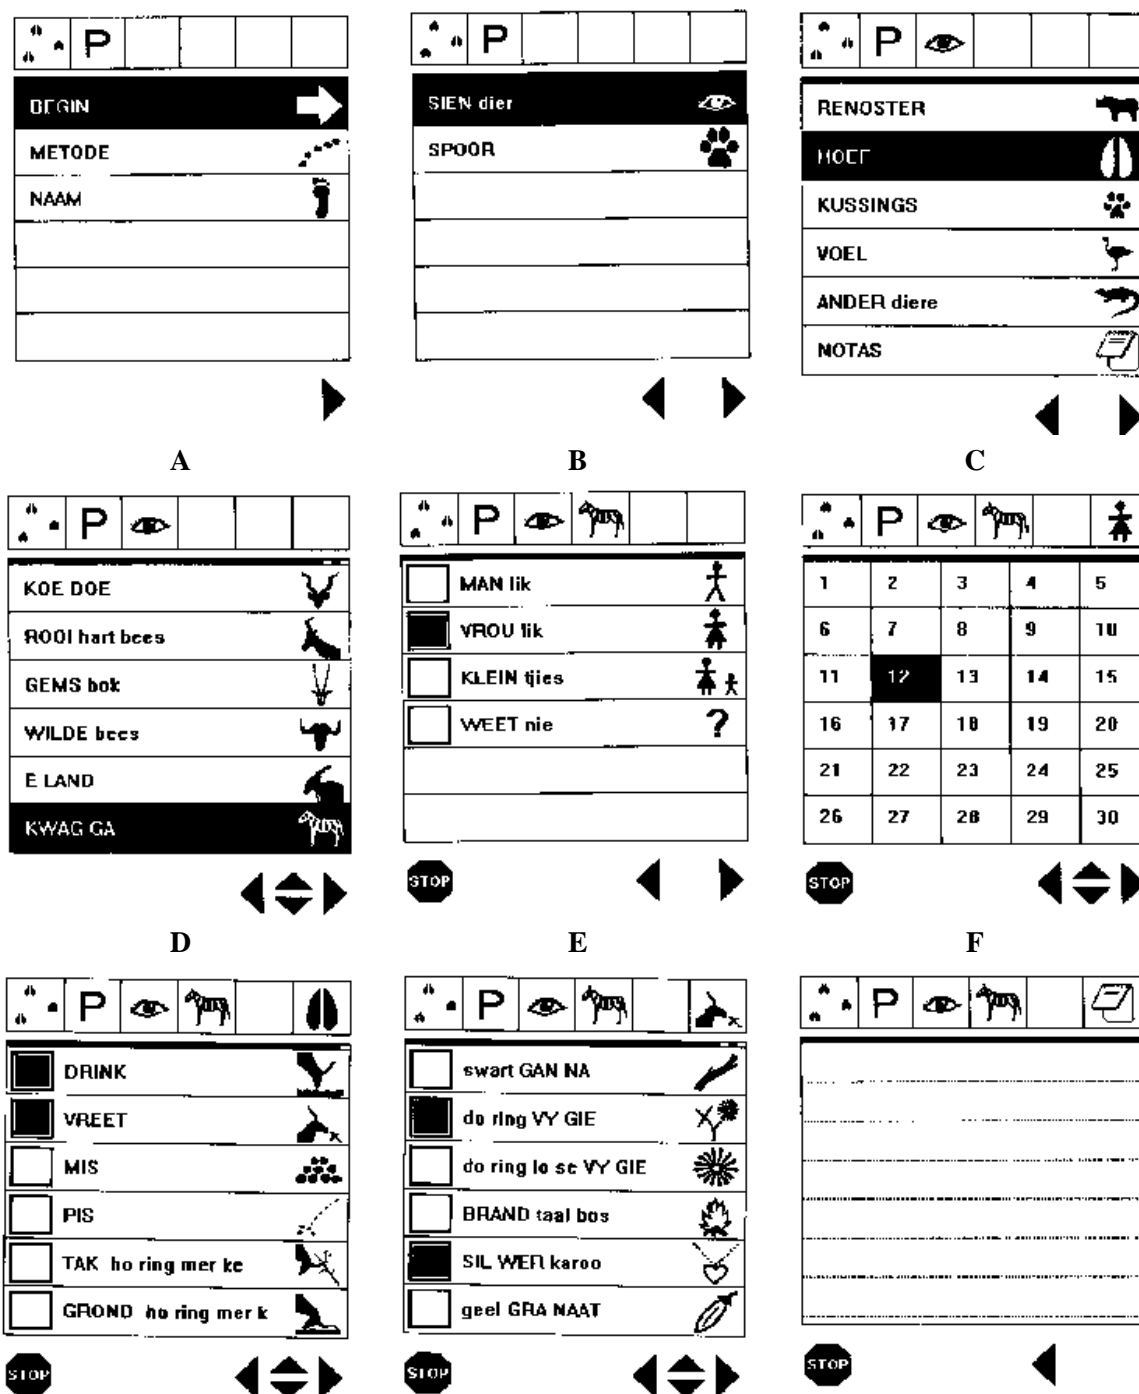 P
BEGIN
METODE
NAAM
A
P
SIEN dier
SPOOR
B
P
RENOSTER
HOEF
KUSSINGS
VOEL
ANDER diere
NOTAS
C
P
KOE DOE
ROOI hart bees
GEMS bok
WILDE bees
E LAND
KWAG GA
D
P
MAN lik
VROU lik
KLEIN tjies
WEET nie
?
STOP
E
P
1 2 3 4 5
6 7 8 9 10
11 12 13 14 15
16 17 18 19 20
21 22 23 24 25
26 27 28 29 30
STOP
F
P
DRINK
VREET
MIS
PIS
TAK ho ring mer ke
GROND ho ring mer k
STOP
P
swart GAN NA
do ring VY GIE
do ring lo se VY GIE
BRAND taal bos
SIL WER karoo
geel GRA NAAT
STOP
P
STOP